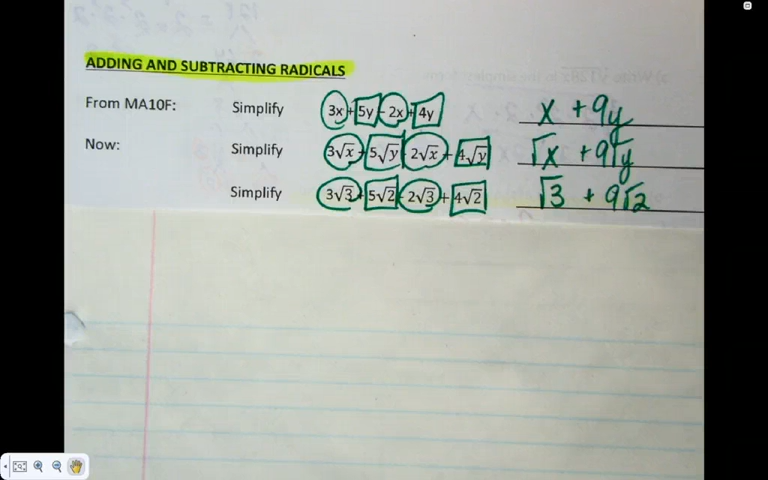 ADDING AND SUBTRACTING RADICALS
From MA10F: Simplify 3x + 5y - 2x + 4y x + 9y
Now: Simplify 3√x + 5√y - 2√x + 4√y √x + 9√y
Simplify 3√3 + 5√2 - 2√3 + 4√2 √3 + 9√2